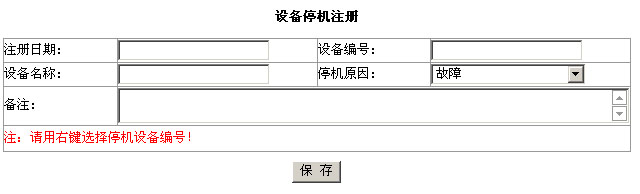 设备停机注册
注册日期： 设备编号：
设备名称： 停机原因： 故障
备注：
注：请用右键选择停机设备编号！
保 存